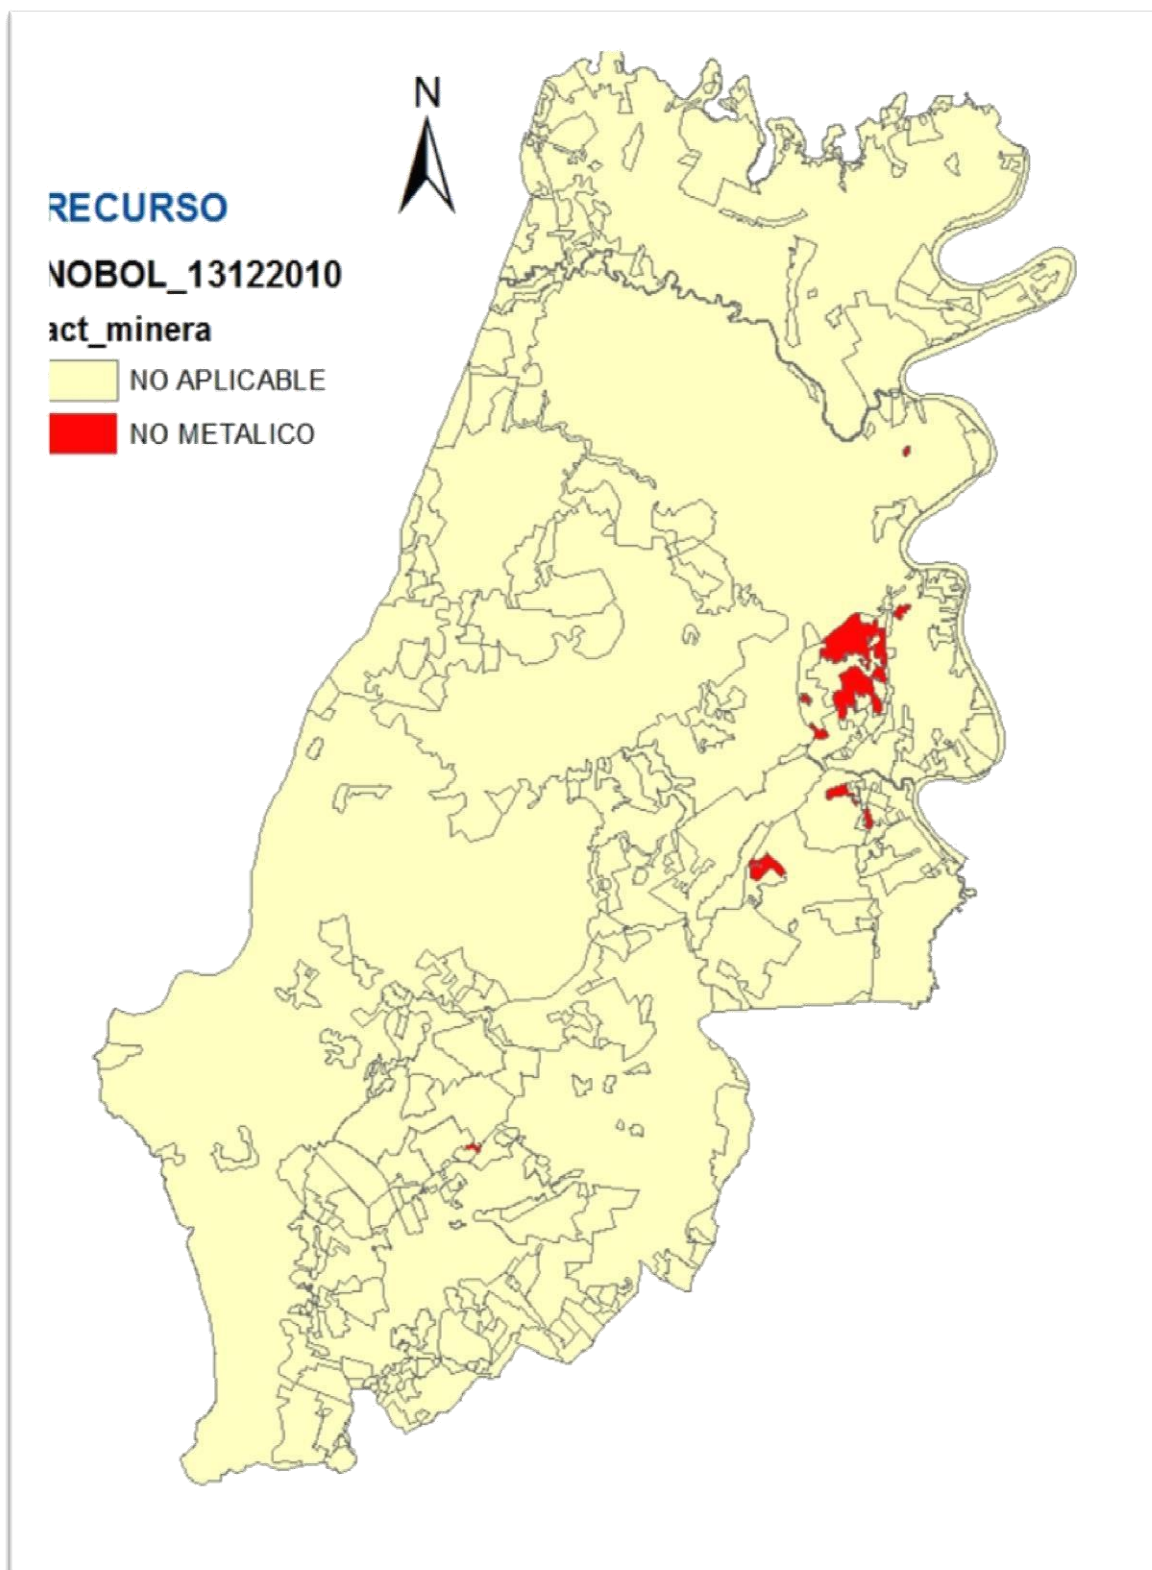 N
RECURSO
NOBOL_13122010
act_minera
NO APLICABLE
NO METALICO